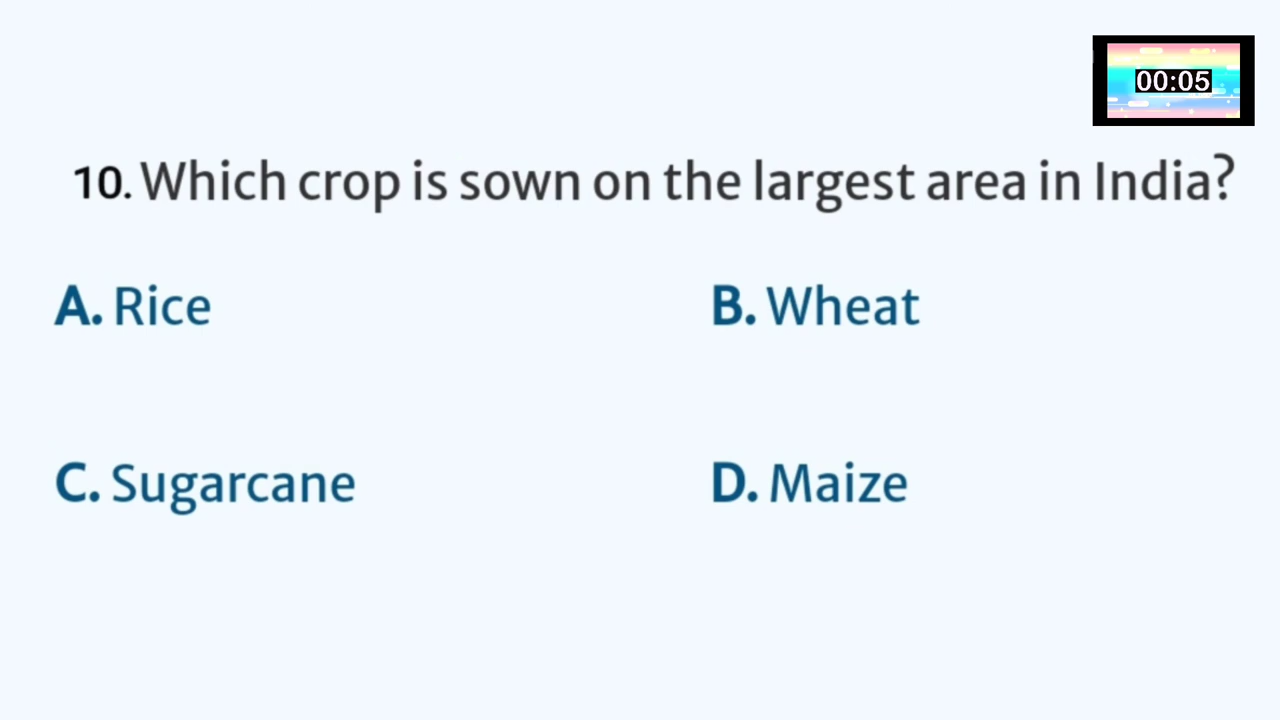 00:05
10. Which crop is sown on the largest area in India?
A. Rice
B. Wheat
C. Sugarcane
D. Maize